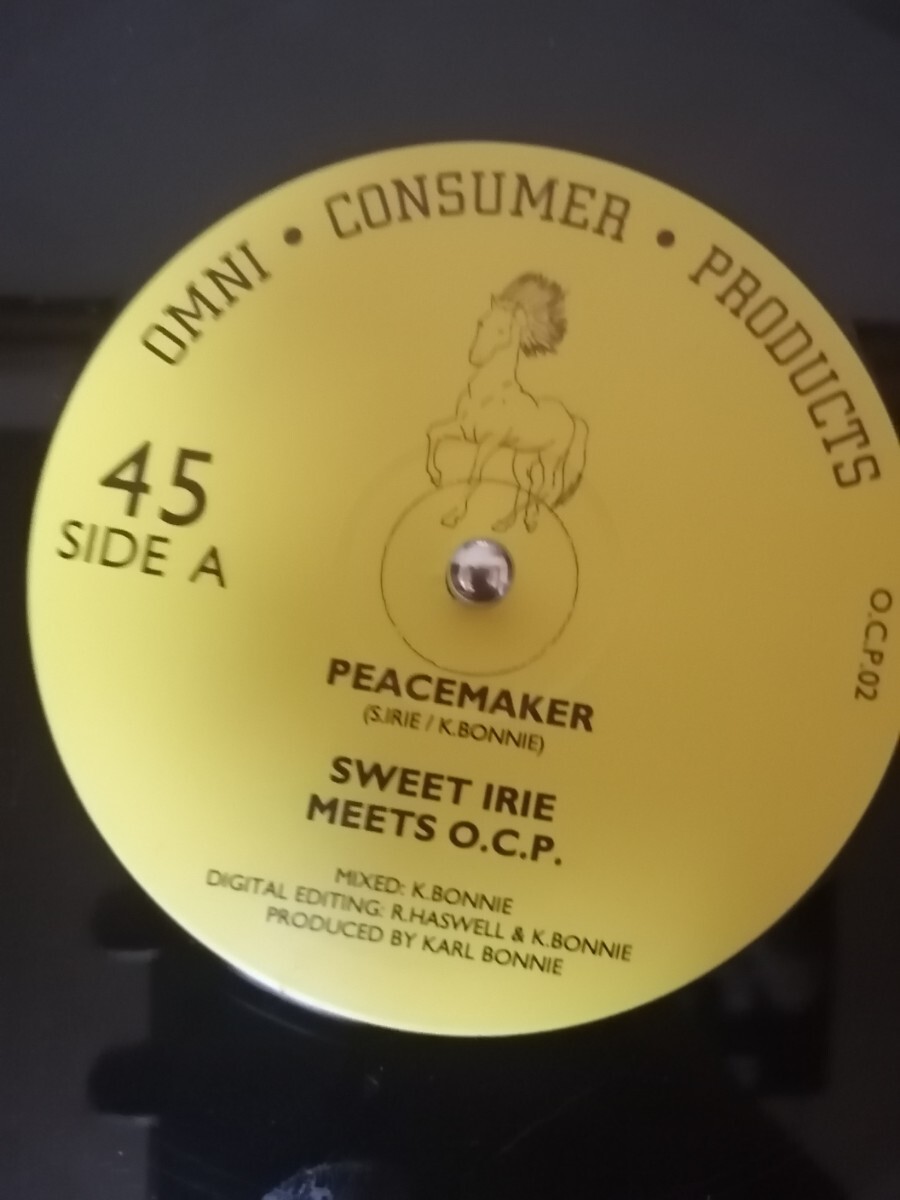 OMNI • CONSUMER • PRODUCTS
45
SIDE A
O.C.P.02
PEACEMAKER
(S.IRIE / K.BONNIE)
SWEET IRIE
MEETS O.C.P.
MIXED: K.BONNIE
DIGITAL EDITING: R.HASWELL & K.BONNIE
PRODUCED BY KARL BONNIE